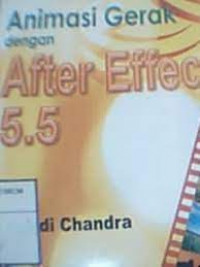 Animasi Gerak
dengan
After Effec
5.5
di Chandra